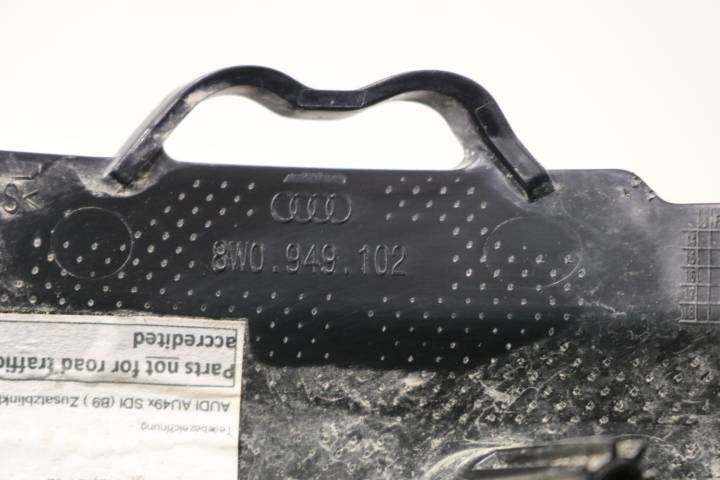 S<
8W0.949.102
Teilebezeichnung
AUDI AU49x SDI (B9 ) Zusatzblink
Parts not for road traffic
accredited